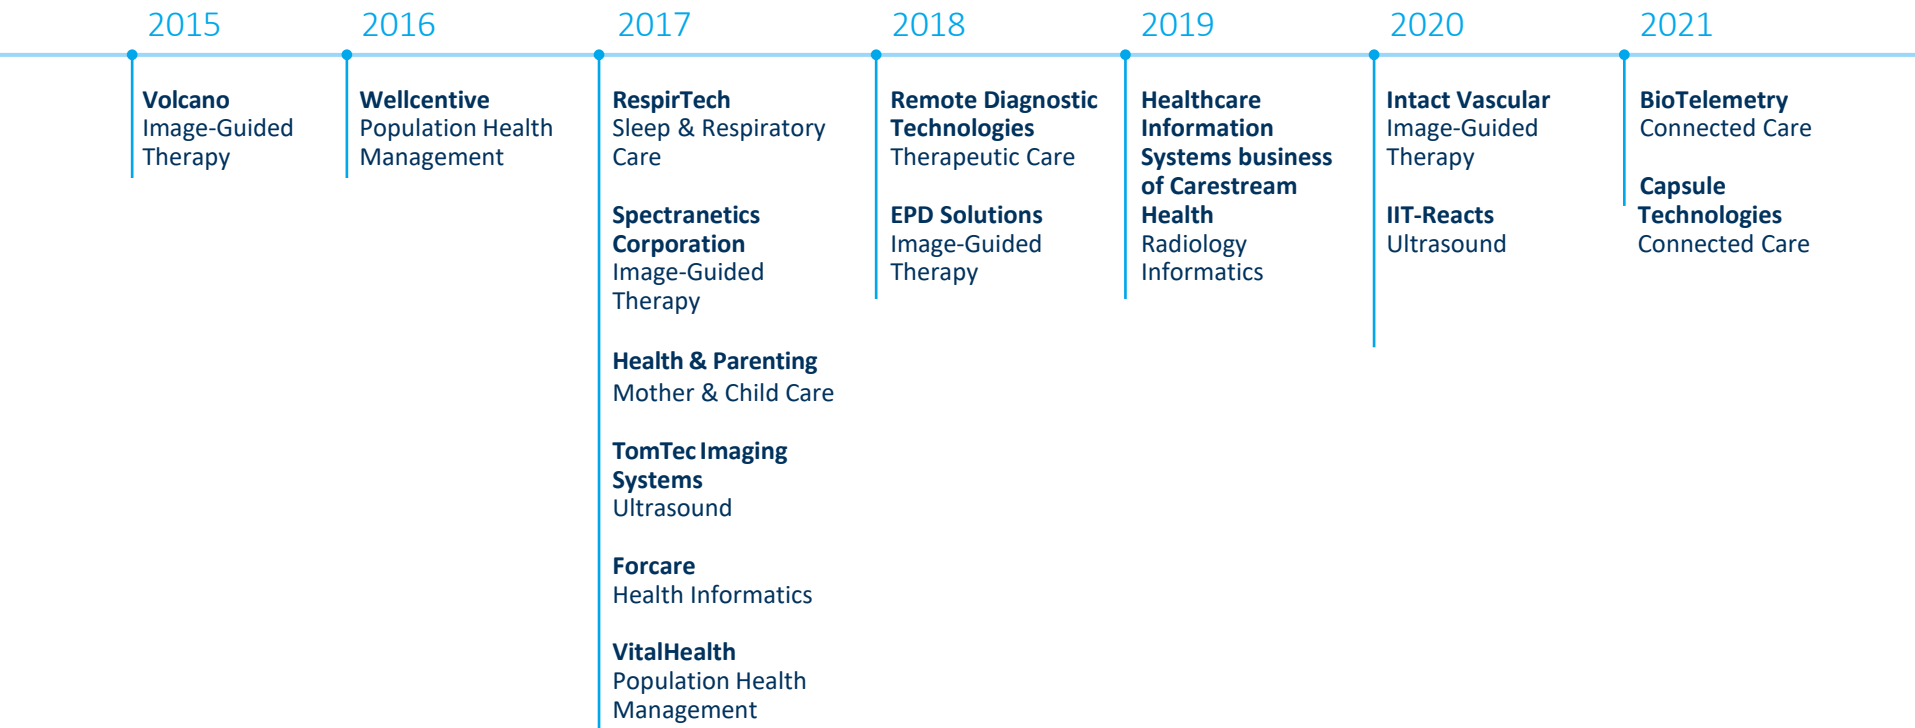 2015
Volcano
Image-Guided
Therapy
2016
Wellcentive
Population Health
Management
2017
RespirTech
Sleep & Respiratory
Care
Spectranetics
Corporation
Image-Guided
Therapy
Health & Parenting
Mother & Child Care
TomTec Imaging
Systems
Ultrasound
Forcare
Health Informatics
VitalHealth
Population Health
Management
2018
Remote Diagnostic
Technologies
Therapeutic Care
EPD Solutions
Image-Guided
Therapy
2019
Healthcare
Information
Systems business
of Carestream
Health
Radiology
Informatics
2020
Intact Vascular
Image-Guided
Therapy
IIT-Reacts
Ultrasound
2021
BioTelemetry
Connected Care
Capsule
Technologies
Connected Care